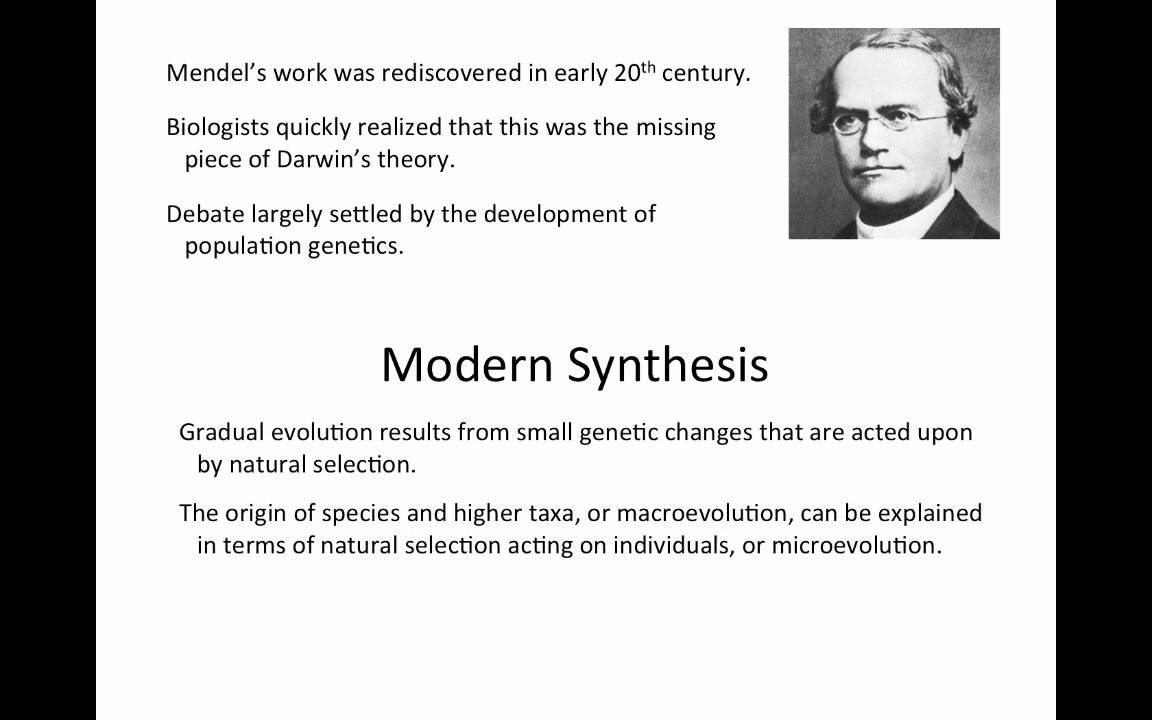 Mendel’s work was rediscovered in early 20th century.
Biologists quickly realized that this was the missing
piece of Darwin’s theory.
Debate largely settled by the development of
population genetics.
Modern Synthesis
Gradual evolution results from small genetic changes that are acted upon
by natural selection.
The origin of species and higher taxa, or macroevolution, can be explained
in terms of natural selection acting on individuals, or microevolution.